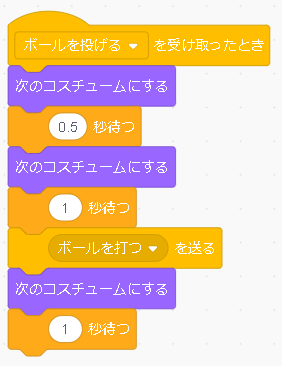 ボールを投げる を受け取ったとき
次のコスチュームにする
0.5 秒待つ
次のコスチュームにする
1 秒待つ
ボールを打つ を送る
次のコスチュームにする
1 秒待つ